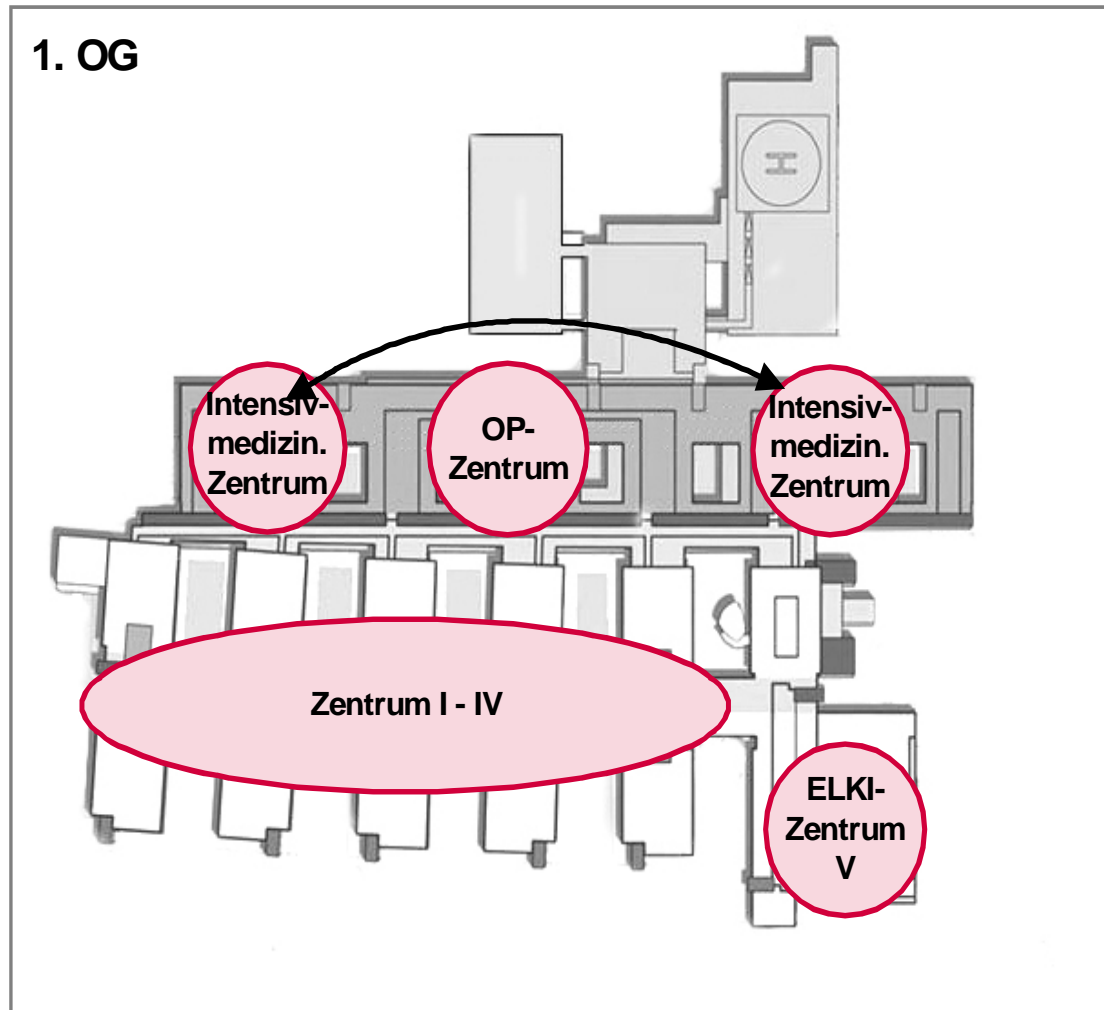 1. OG
Intensiv-
medizin.
Zentrum
OP-
Zentrum
Intensiv-
medizin.
Zentrum
Zentrum I - IV
ELKI-
Zentrum
V
H